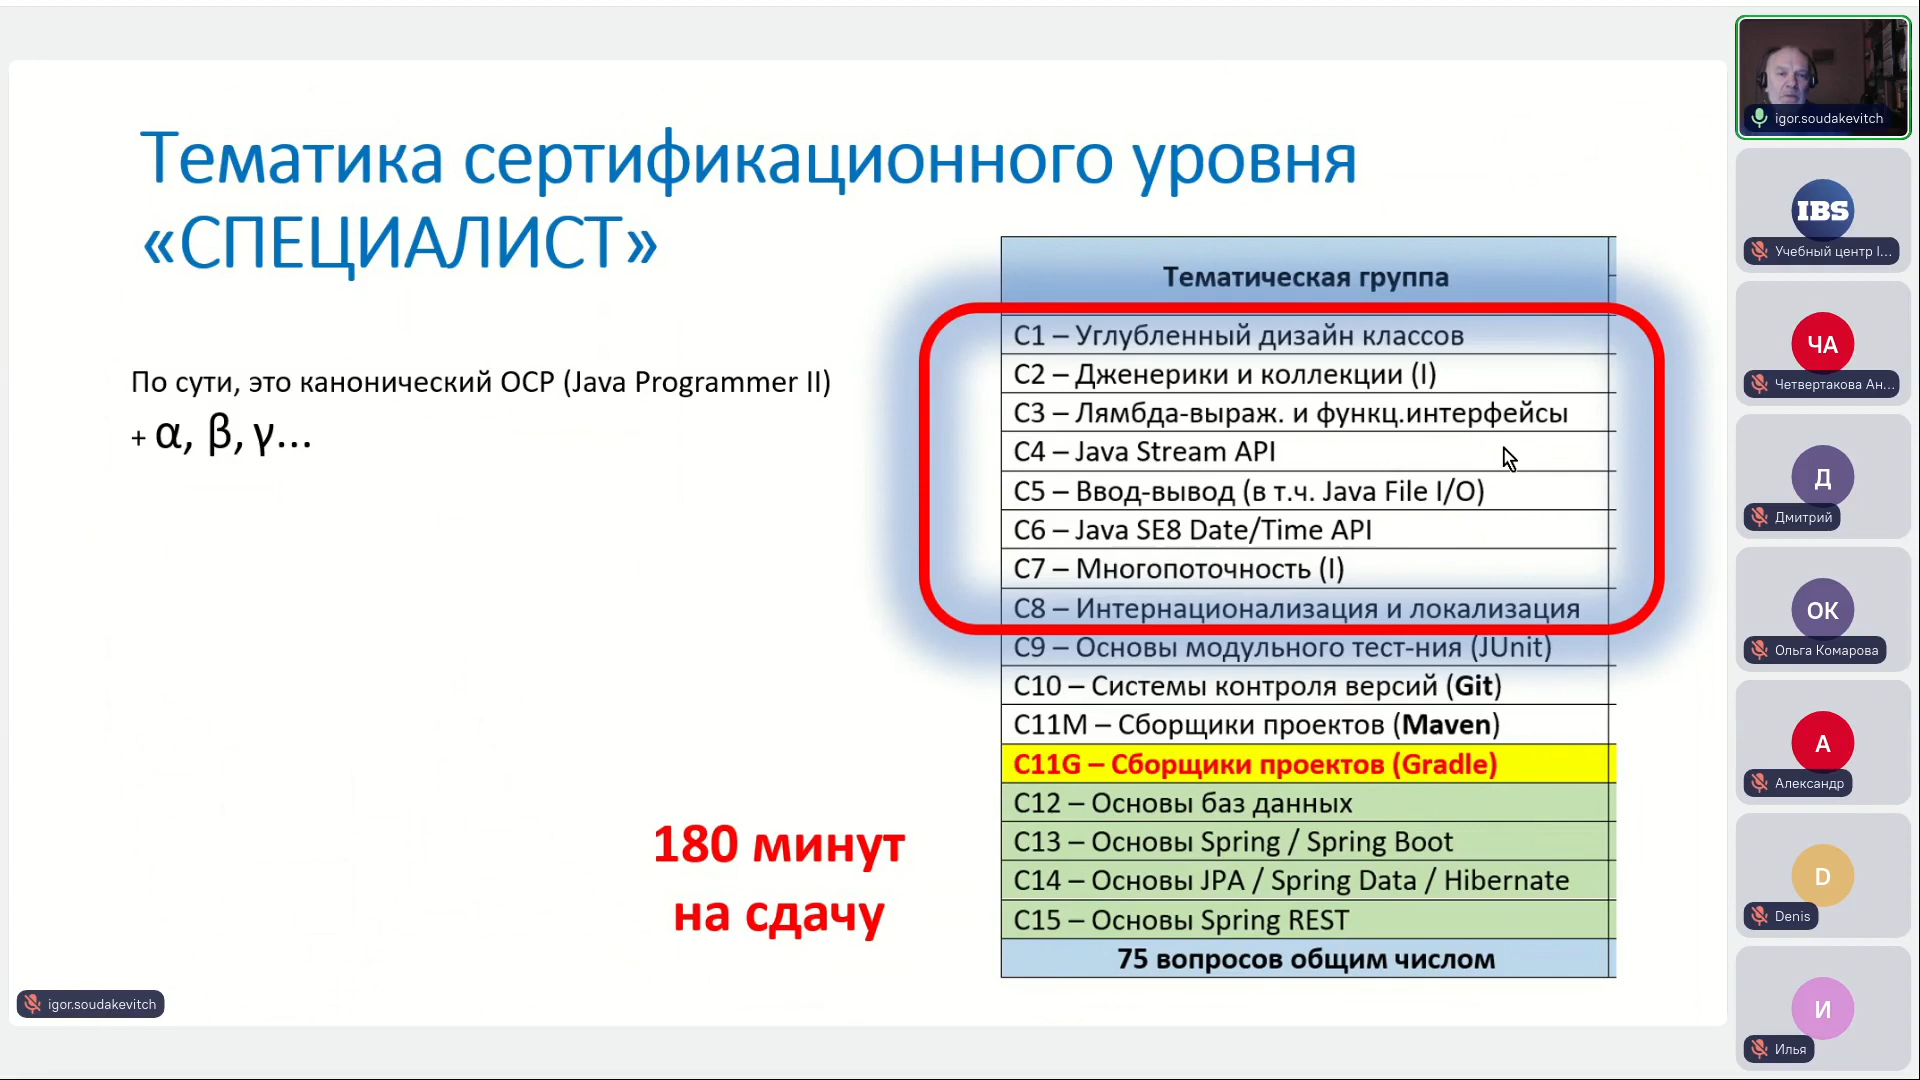 Тематика сертификационного уровня
«СПЕЦИАЛИСТ»
По сути, это канонический OCP (Java Programmer II)
+ α, β, γ...
180 минут
на сдачу
Тематическая группа
C1 – Углубленный дизайн классов
C2 – Дженерики и коллекции (I)
C3 – Лямбда-выраж. и функц.интерфейсы
C4 – Java Stream API
C5 – Ввод-вывод (в т.ч. Java File I/O)
C6 – Java SE8 Date/Time API
C7 – Многопоточность (I)
C8 – Интернационализация и локализация
C9 – Основы модульного тест-ния (JUnit)
C10 – Системы контроля версий (Git)
C11M – Сборщики проектов (Maven)
C11G – Сборщики проектов (Gradle)
C12 – Основы баз данных
C13 – Основы Spring / Spring Boot
C14 – Основы JPA / Spring Data / Hibernate
C15 – Основы Spring REST
75 вопросов общим числом
igor.soudakevitch
igor.soudakevitch
IBS
Учебный центр I...
ЧА
Четвертакова Ан...
Д
Дмитрий
ОК
Ольга Комарова
А
Александр
D
Denis
И
Илья